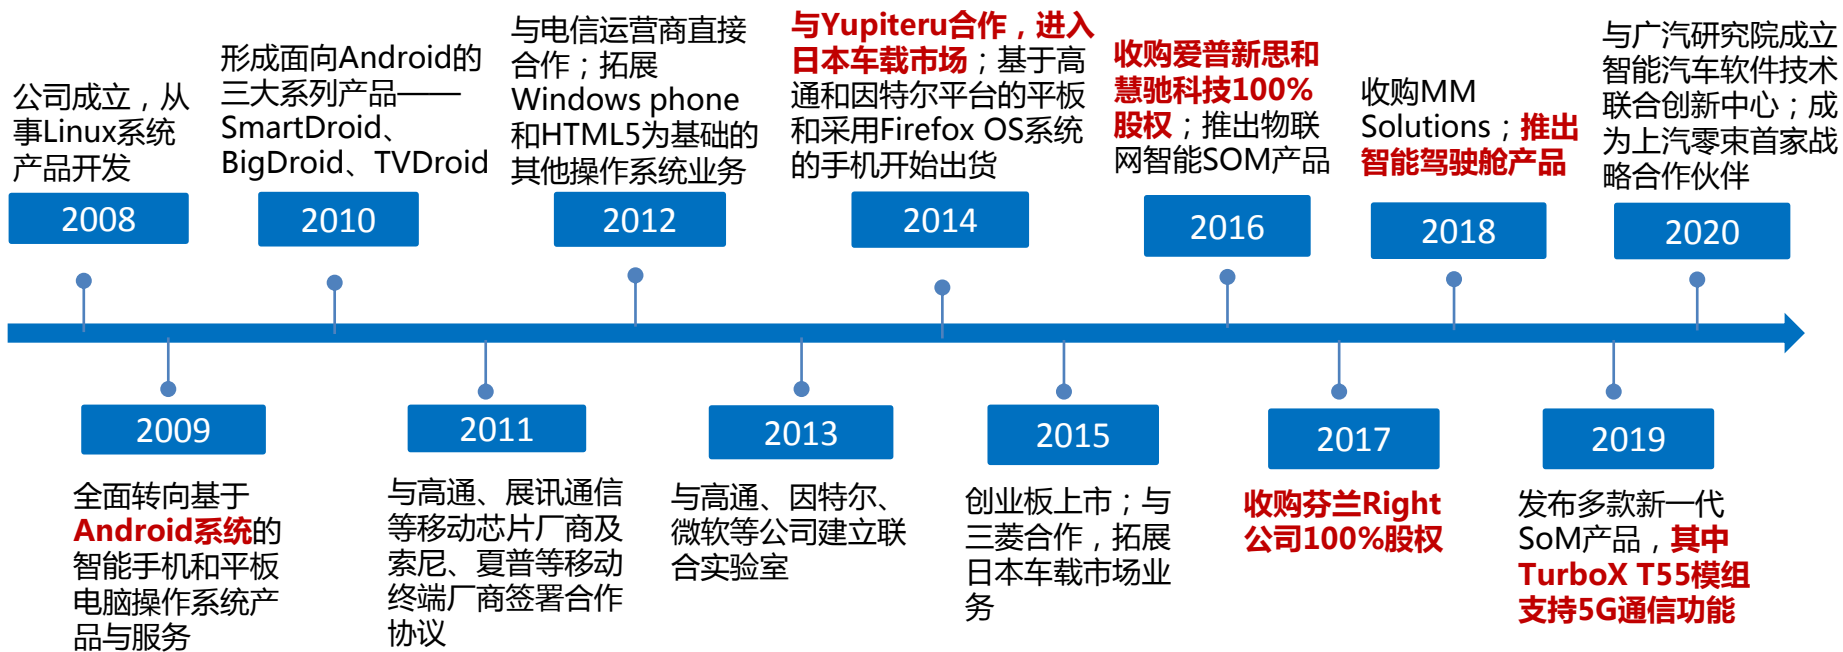 公司成立，从
事Linux系统
产品开发
2008
形成面向Android的
三大系列产品——
SmartDroid、
BigDroid、TVDroid
2010
与电信运营商直接
合作；拓展
Windows phone
和HTML5为基础的
其他操作系统业务
2012
与Yupiteru合作，进入
日本车载市场；基于高
通和因特尔平台的平板
和采用Firefox OS系统
的手机开始出货
2014
收购爱普新思和
慧驰科技100%
股权；推出物联
网智能SOM产品
2016
收购MM
Solutions；推出
智能驾驶舱产品
2018
与广汽研究院成立
智能汽车软件技术
联合创新中心；成
为上汽零束首家战
略合作伙伴
2020
2009
全面转向基于
Android系统的
智能手机和平板
电脑操作系统产
品与服务
2011
与高通、展讯通信
等移动芯片厂商及
索尼、夏普等移动
终端厂商签署合作
协议
2013
与高通、因特尔、
微软等公司建立联
合实验室
2015
创业板上市；与
三菱合作，拓展
日本车载市场业
务
2017
收购芬兰Right
公司100%股权
2019
发布多款新一代
SoM产品，其中
TurboX T55模组
支持5G通信功能